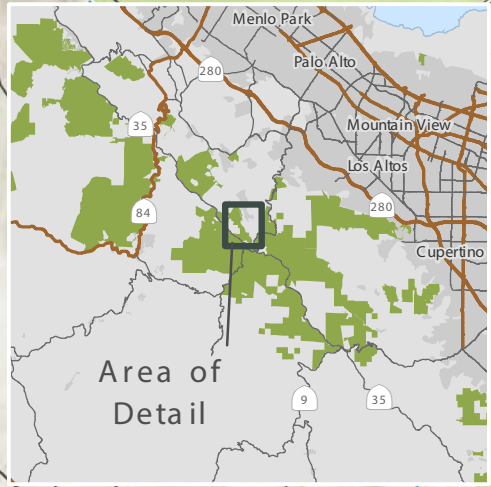 Menlo Park
Palo Alto
280
35
Mountain View
Los Altos
84
280
Cupertino
Area of
Detail
9
35